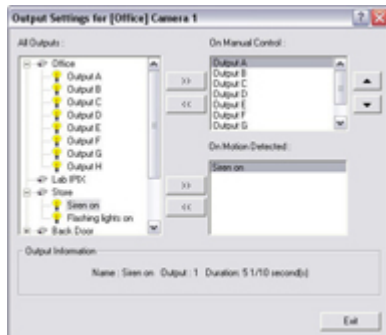 Output Settings for [Office] Camera 1
All Outputs :
Office
Output A
Output B
Output C
Output D
Output E
Output F
Output G
Output H
Lab IPIX
Store
Siren on
Flashing lights on
Back Door
>>
<<
>>
<<
On Manual Control :
Output A
Output B
Output C
Output D
Output E
Output F
Output G
On Motion Detected :
Siren on
Output Information
Name : Siren on Output : 1 Duration: 5 1/10 second(s)
Exit